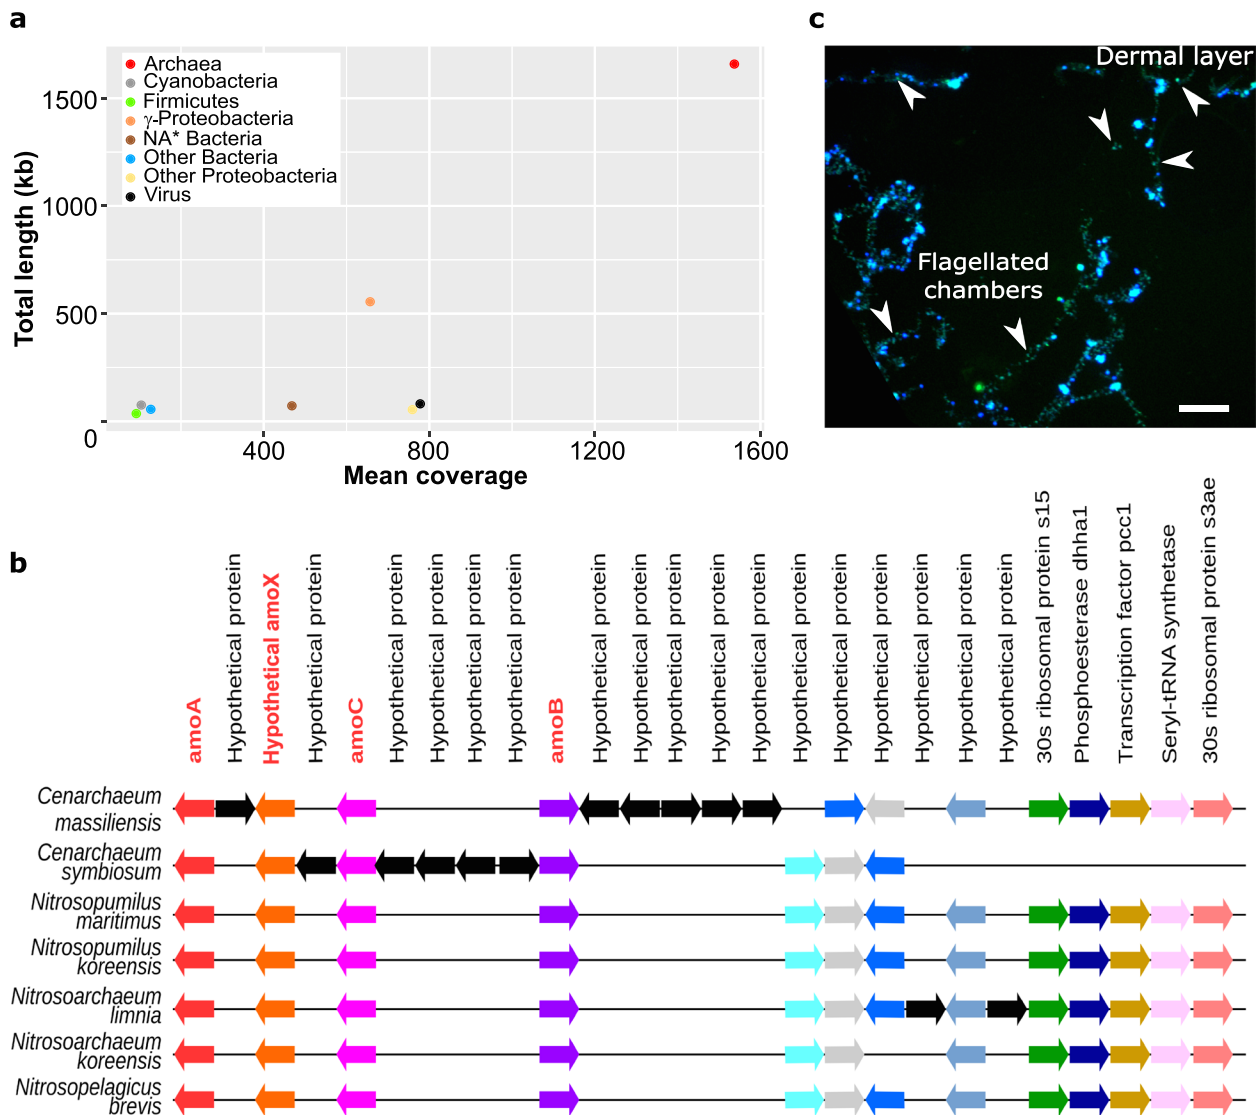 a
Archaea
Cyanobacteria
Firmicutes
γ-Proteobacteria
NA* Bacteria
Other Bacteria
Other Proteobacteria
Virus
Total length (kb)
1500
1000
500
0
400
800
1200
1600
Mean coverage
c
Dermal layer
Flagellated
chambers
b
amoA
Hypothetical protein
Hypothetical amoX
Hypothetical protein
amoC
Hypothetical protein
Hypothetical protein
Hypothetical protein
Hypothetical protein
amoB
Hypothetical protein
Hypothetical protein
Hypothetical protein
Hypothetical protein
Hypothetical protein
Hypothetical protein
Hypothetical protein
Hypothetical protein
Hypothetical protein
Hypothetical protein
Hypothetical protein
30s ribosomal protein s15
Phosphoesterase dhha1
Transcription factor pcc1
Seryl-tRNA synthetase
30s ribosomal protein s3ae
Cenarchaeum
massiliensis
Cenarchaeum
symbiosum
Nitrosopumilus
maritimus
Nitrosopumilus
koreensis
Nitrosoarchaeum
limnia
Nitrosoarchaeum
koreensis
Nitrosopelagicus
brevis